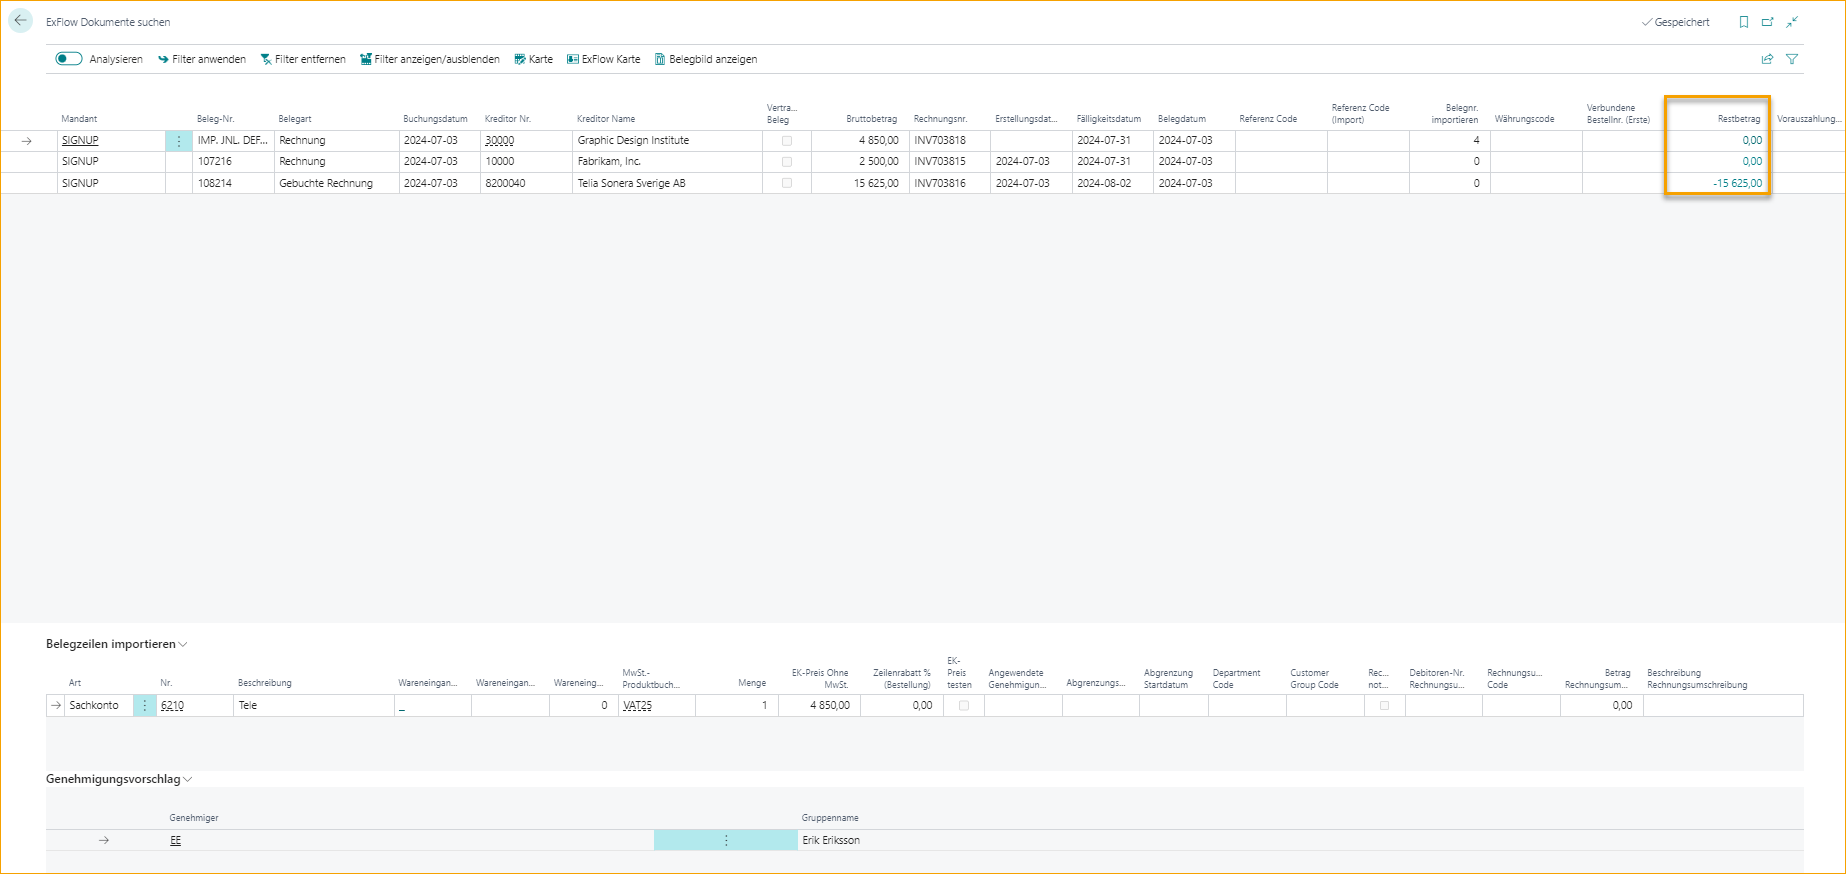 ExFlow Dokumente suchen
Gespeichert
Analysieren Filter anwenden Filter entfernen Filter anzeigen/ausblenden Karte ExFlow Karte Belegbild anzeigen
Mandant Beleg-Nr. Belegart Buchungsdatum Kreditor Nr. Kreditor Name Vertra... Beleg Bruttobetrag Rechnungsnr. Erstellungsdat... Fälligkeitsdatum Belegdatum Referenz Code Referenz Code (Import) Belegnr. importieren Währungscode Verbundene Bestellnr. (Erste) Restbetrag Vorauszahlung...
SIGNUP IMP. JNL. DEF... Rechnung 2024-07-03 30000 Graphic Design Institute 4 850,00 INV703818 2024-07-31 2024-07-03 4 0,00
SIGNUP 107216 Rechnung 2024-07-03 10000 Fabrikam, Inc. 2 500,00 INV703815 2024-07-03 2024-07-31 2024-07-03 0 0,00
SIGNUP 108214 Gebuchte Rechnung 2024-07-03 8200040 Telia Sonera Sverige AB 15 625,00 INV703816 2024-07-03 2024-08-02 2024-07-03 0 -15 625,00
Belegzeilen importieren
Art Nr. Beschreibung Wareneingan... Wareneingan... Wareneing... MwSt.-Produktbuch... Menge EK-Preis Ohne MwSt. Zeilenrabatt % (Bestellung) EK-Preis testen Angewendete Genehmigun... Abgrenzungs... Abgrenzung Startdatum Department Code Customer Group Code Rec... not... Debitoren-Nr. Rechnungsu... Rechnungsu... Code Betrag Rechnungsum... Beschreibung Rechnungsumschreibung
Sachkonto 6210 Tele _ 0 VAT25 1 4 850,00 0,00 0,00
Genehmigungsvorschlag
Genehmiger Gruppenname
EE Erik Eriksson